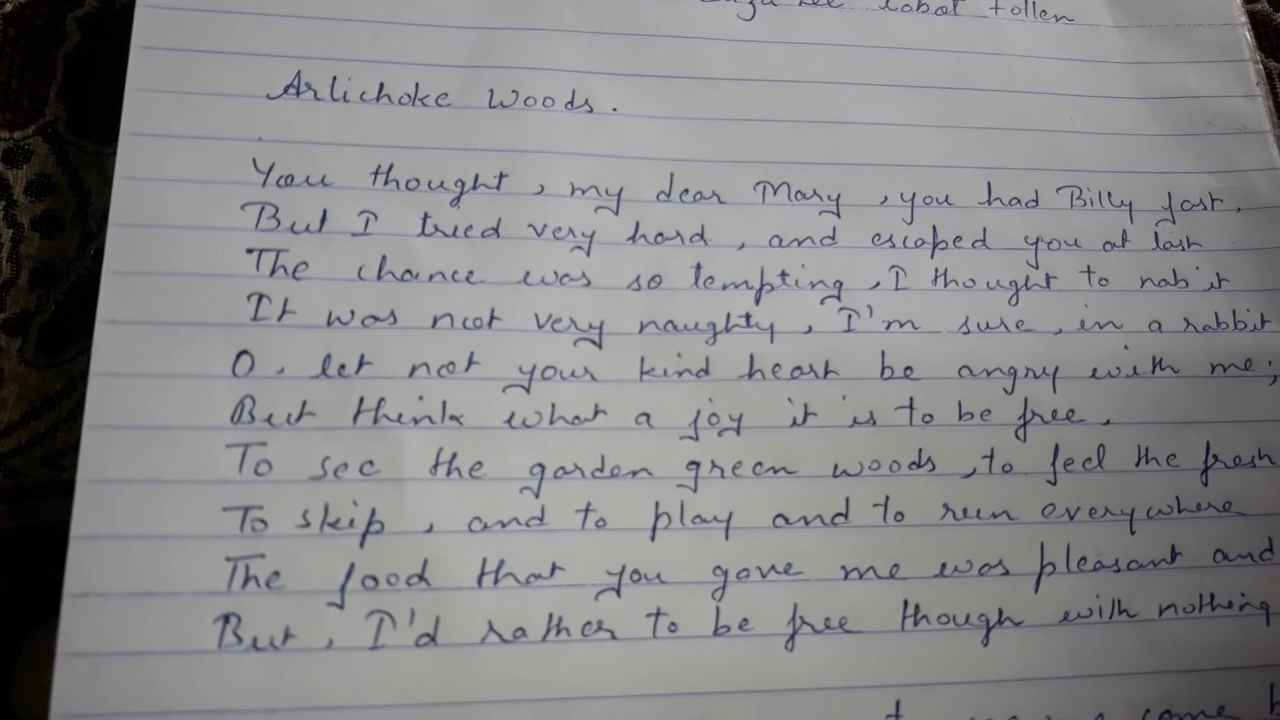 lobat tollen
Arlichoke Woods.
You thought, my dear Mary, you had Billy fast,
But I tried very hard, and escaped you at last
The chance was so tempting, I thought to nab it
It was not very naughty, I'm sure, in a rabbit
O, let not your kind heart be angry with me;
But think what a joy it is to be free,
To see the garden green woods, to feel the fresh
To skip, and to play and to run everywhere
The food that you gave me was pleasant and
But, I'd rather to be free though with nothing
come